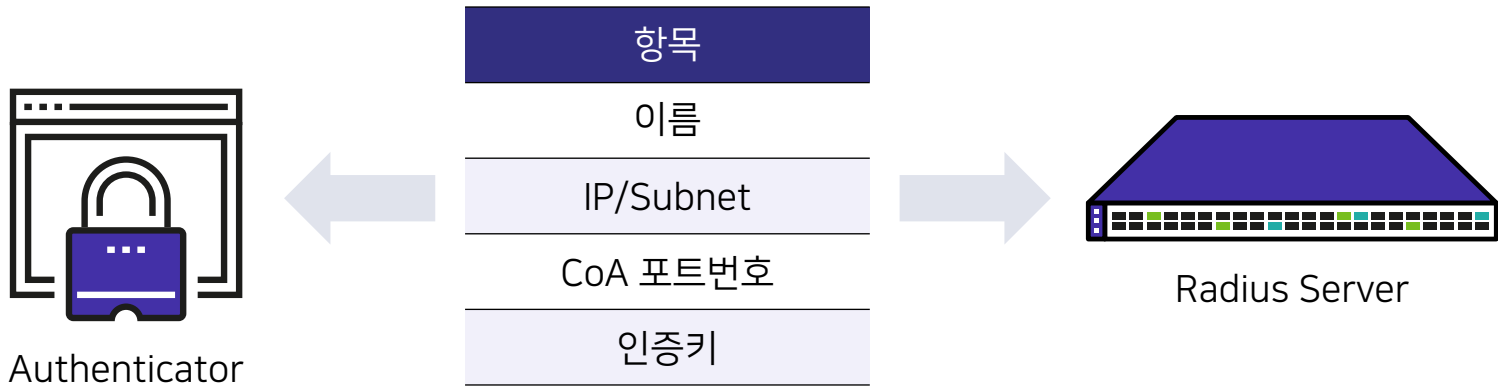 항목
이름
IP/Subnet
CoA 포트번호
인증키
Authenticator
Radius Server